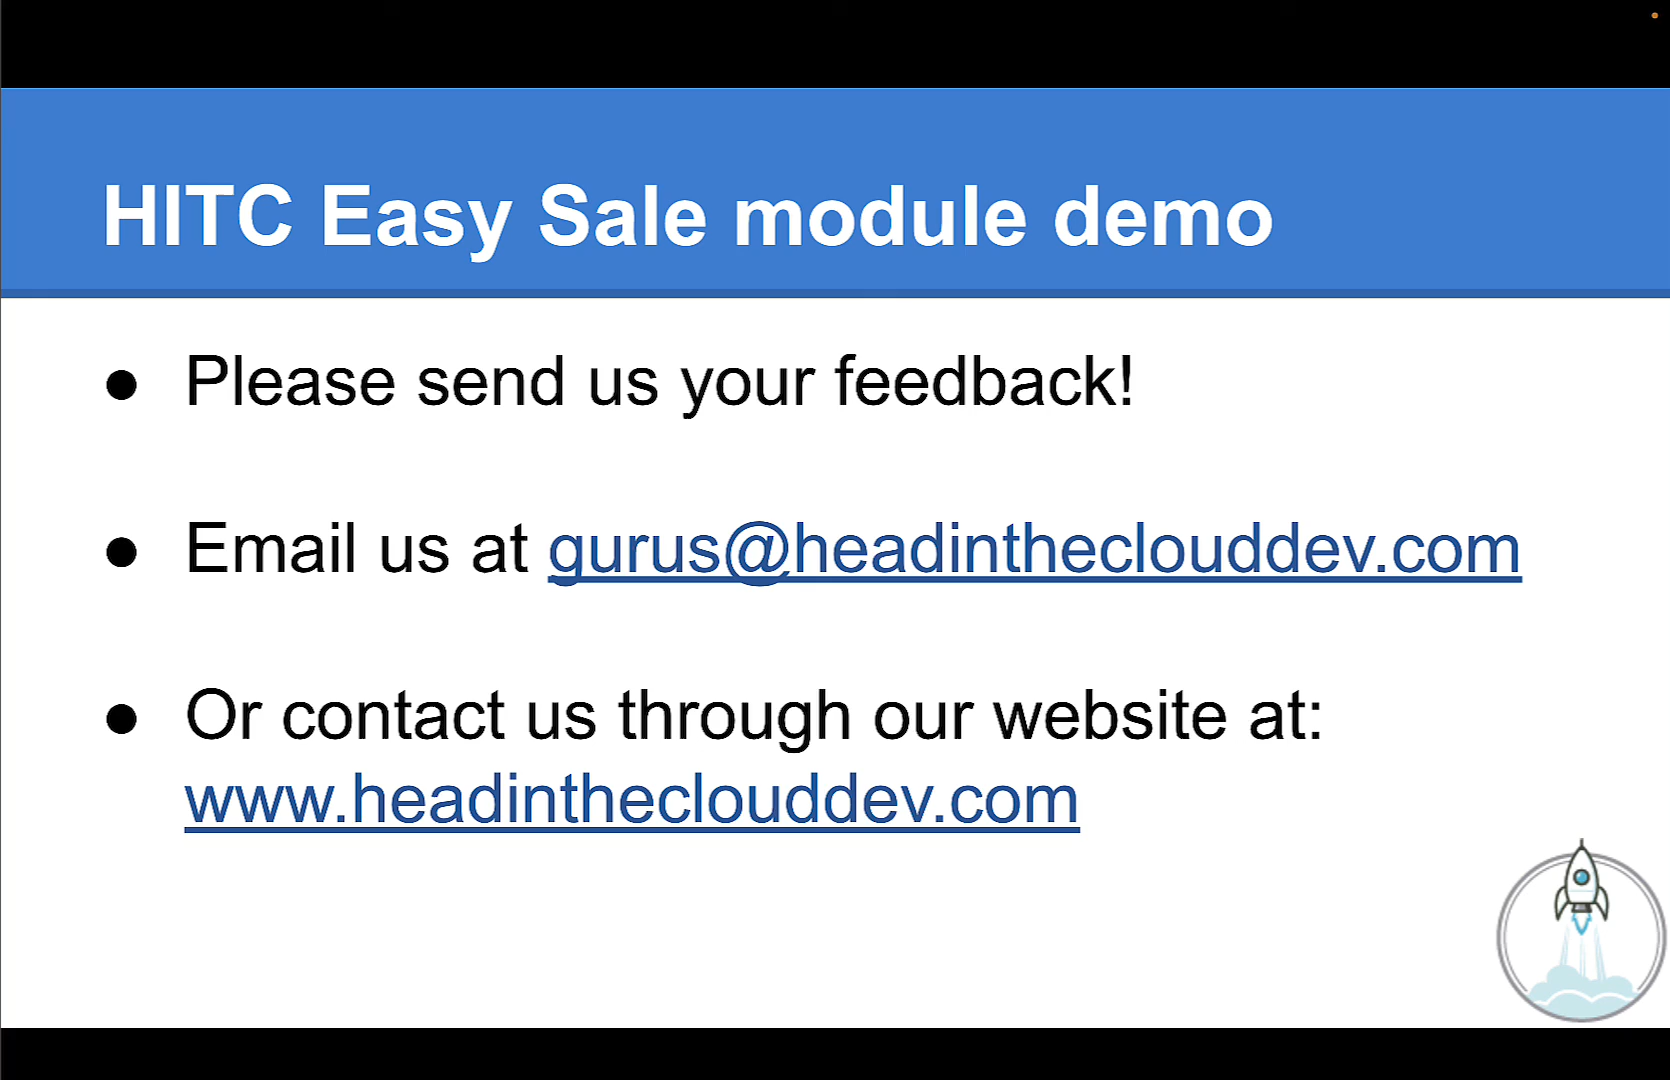 HITC Easy Sale module demo
● Please send us your feedback!
● Email us at gurus@headintheclouddev.com
● Or contact us through our website at:
www.headintheclouddev.com